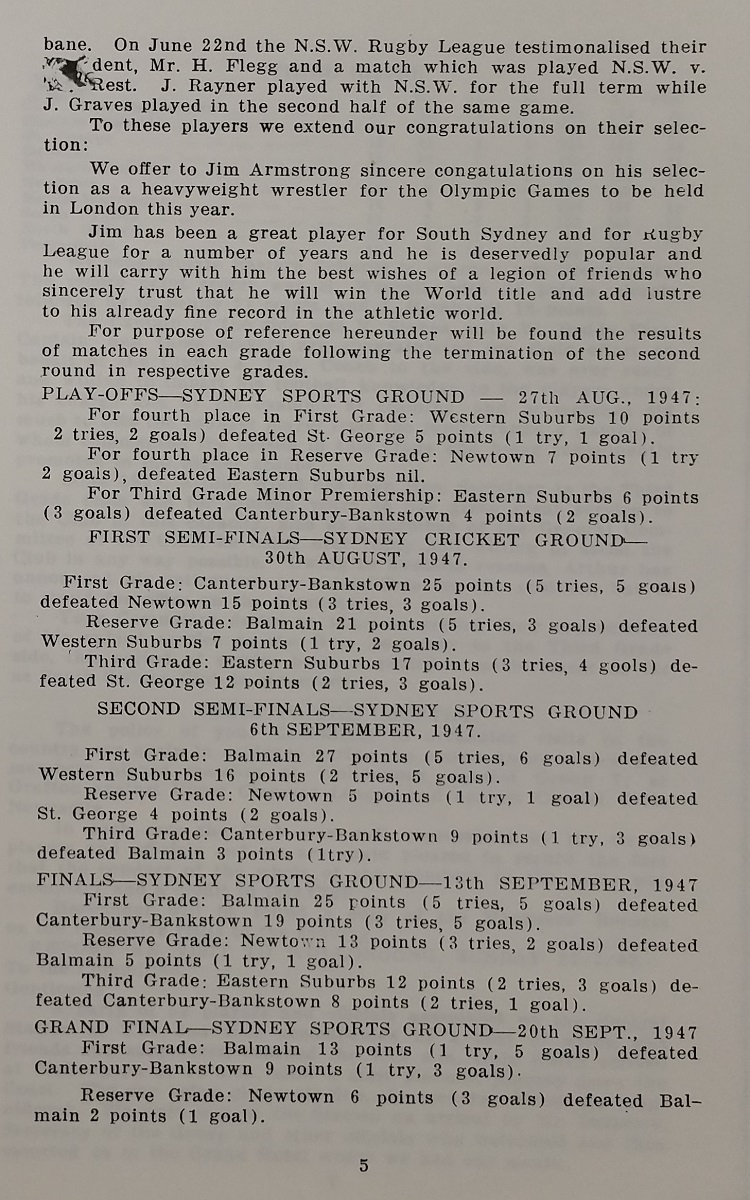 bane. On June 22nd the N.S.W. Rugby League testimonalised their
dent, Mr. H. Flegg and a match which was played N.S.W. v.
Rest. J. Rayner played with N.S.W. for the full term while
J. Graves played in the second half of the same game.
To these players we extend our congratulations on their selec-
tion:
We offer to Jim Armstrong sincere congatulations on his selec-
tion as a heavyweight wrestler for the Olympic Games to be held
in London this year.
Jim has been a great player for South Sydney and for Rugby
League for a number of years and he is deservedly popular and
he will carry with him the best wishes of a legion of friends who
sincerely trust that he will win the World title and add lustre
to his already fine record in the athletic world.
For purpose of reference hereunder will be found the results
of matches in each grade following the termination of the second
round in respective grades.
PLAY-OFFS—SYDNEY SPORTS GROUND — 27th AUG., 1947:
For fourth place in First Grade: Western Suburbs 10 points
2 tries, 2 goals) defeated St. George 5 points (1 try, 1 goal).
For fourth place in Reserve Grade: Newtown 7 points (1 try
2 goals), defeated Eastern Suburbs nil.
For Third Grade Minor Premiership: Eastern Suburbs 6 points
(3 goals) defeated Canterbury-Bankstown 4 points (2 goals).
FIRST SEMI-FINALS—SYDNEY CRICKET GROUND—
30th AUGUST, 1947.
First Grade: Canterbury-Bankstown 25 points (5 tries, 5 goals)
defeated Newtown 15 points (3 tries, 3 goals).
Reserve Grade: Balmain 21 points (5 tries, 3 goals) defeated
Western Suburbs 7 points (1 try, 2 goals).
Third Grade: Eastern Suburbs 17 points (3 tries, 4 gools) de-
feated St. George 12 points (2 tries, 3 goals).
SECOND SEMI-FINALS—SYDNEY SPORTS GROUND
6th SEPTEMBER, 1947.
First Grade: Balmain 27 points (5 tries, 6 goals) defeated
Western Suburbs 16 points (2 tries, 5 goals).
Reserve Grade: Newtown 5 points (1 try, 1 goal) defeated
St. George 4 points (2 goals).
Third Grade: Canterbury-Bankstown 9 points (1 try, 3 goals)
defeated Balmain 3 points (1try).
FINALS—SYDNEY SPORTS GROUND—13th SEPTEMBER, 1947
First Grade: Balmain 25 points (5 tries, 5 goals) defeated
Canterbury-Bankstown 19 points (3 tries, 5 goals).
Reserve Grade: Newtown 13 points (3 tries, 2 goals) defeated
Balmain 5 points (1 try, 1 goal).
Third Grade: Eastern Suburbs 12 points (2 tries, 3 goals) de-
feated Canterbury-Bankstown 8 points (2 tries, 1 goal).
GRAND FINAL—SYDNEY SPORTS GROUND—20th SEPT., 1947
First Grade: Balmain 13 points (1 try, 5 goals) defeated
Canterbury-Bankstown 9 points (1 try, 3 goals).
Reserve Grade: Newtown 6 points (3 goals) defeated Bal-
main 2 points (1 goal).
5